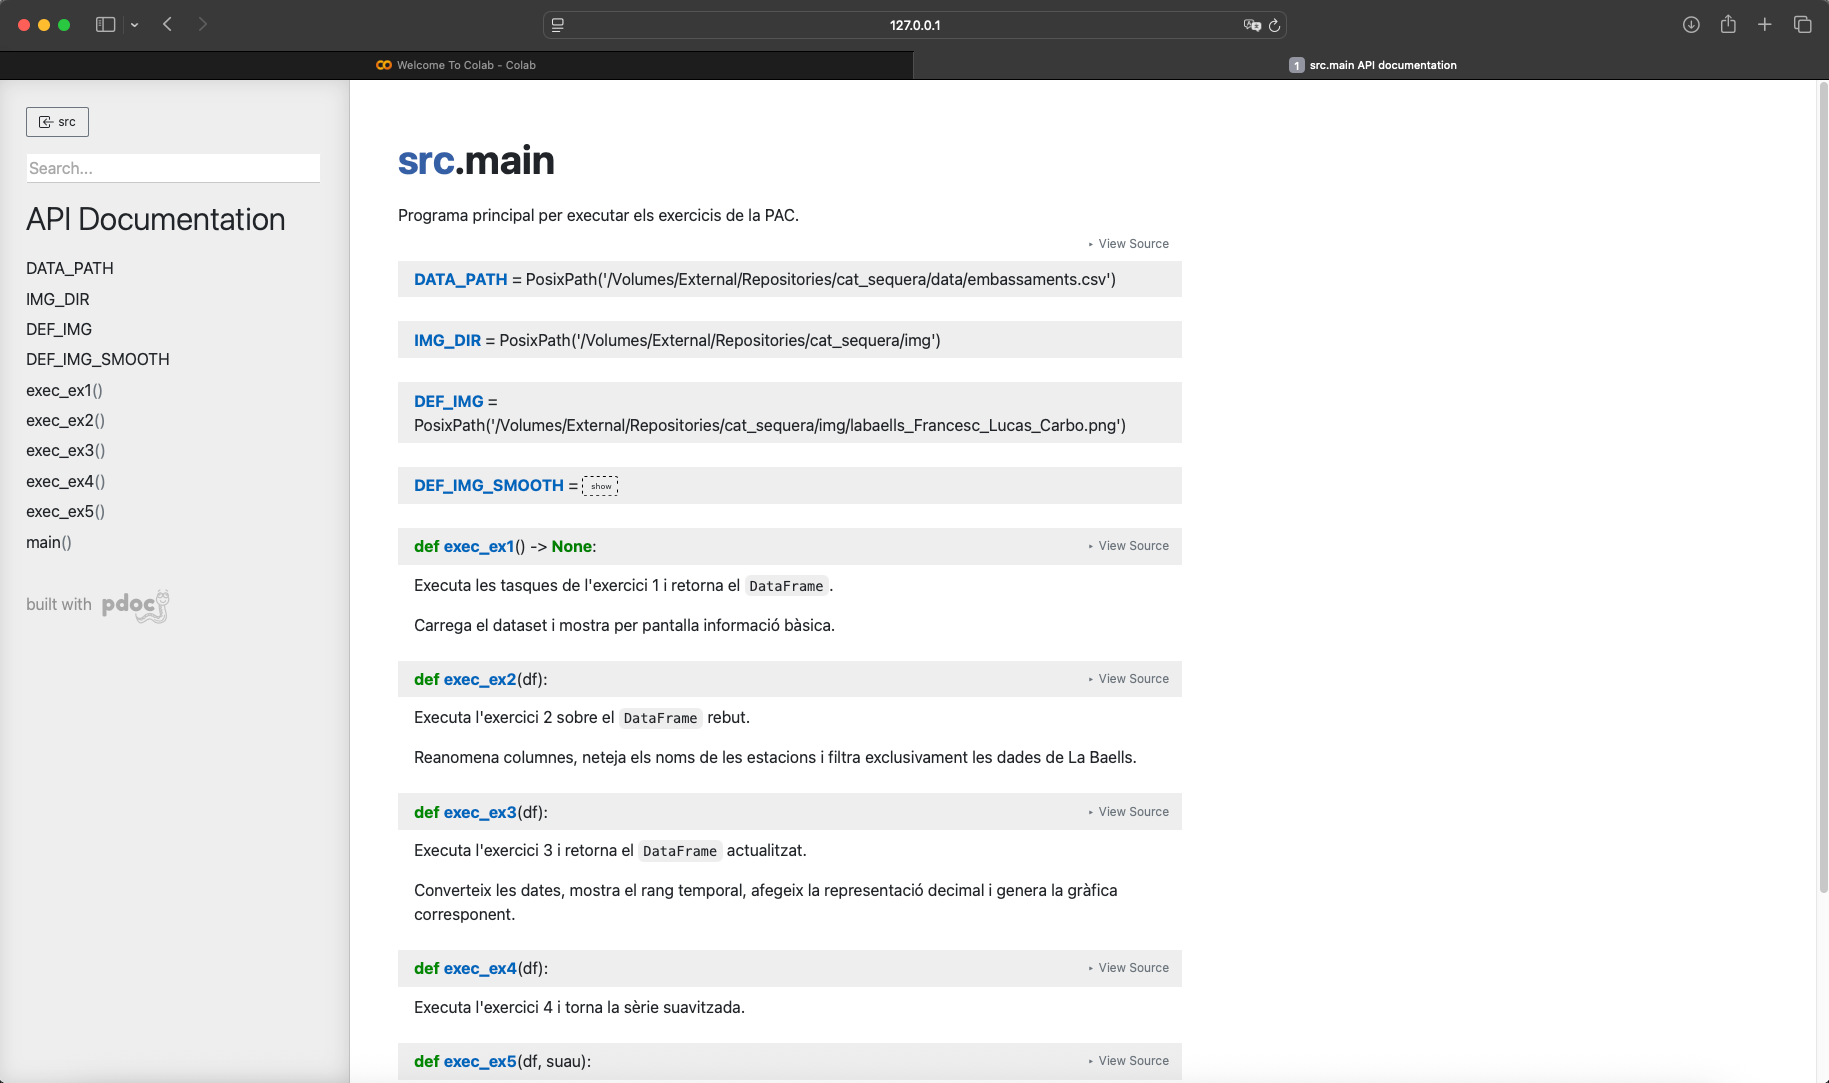 127.0.0.1
Welcome To Colab - Colab
1 src.main API documentation
src
Search...
API Documentation
DATA_PATH
IMG_DIR
DEF_IMG
DEF_IMG_SMOOTH
exec_ex1()
exec_ex2()
exec_ex3()
exec_ex4()
exec_ex5()
main()
built with pdoc
src.main
Programa principal per executar els exercicis de la PAC.
View Source
DATA_PATH = PosixPath('/Volumes/External/Repositories/cat_sequera/data/embassaments.csv')
IMG_DIR = PosixPath('/Volumes/External/Repositories/cat_sequera/img')
DEF_IMG =
PosixPath('/Volumes/External/Repositories/cat_sequera/img/labaells_Francesc_Lucas_Carbo.png')
DEF_IMG_SMOOTH = show
def exec_ex1() -> None: View Source
Executa les tasques de l'exercici 1 i retorna el DataFrame.
Carrega el dataset i mostra per pantalla informació bàsica.
def exec_ex2(df): View Source
Executa l'exercici 2 sobre el DataFrame rebut.
Reanomena columnes, neteja els noms de les estacions i filtra exclusivament les dades de La Baells.
def exec_ex3(df): View Source
Executa l'exercici 3 i retorna el DataFrame actualitzat.
Converteix les dates, mostra el rang temporal, afegeix la representació decimal i genera la gràfica
corresponent.
def exec_ex4(df): View Source
Executa l'exercici 4 i torna la sèrie suavitzada.
def exec_ex5(df, suau): View Source